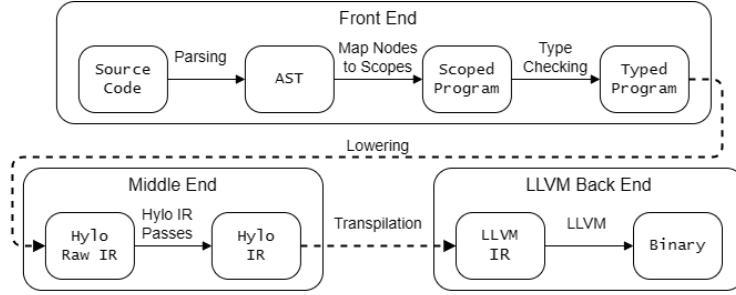 Front End
Source
Code
Parsing
AST
Map Nodes
to Scopes
Scoped
Program
Type
Checking
Typed
Program
Lowering
Middle End
Hylo
Raw IR
Hylo IR
Passes
Hylo
IR
Transpilation
LLVM Back End
LLVM
IR
LLVM
Binary